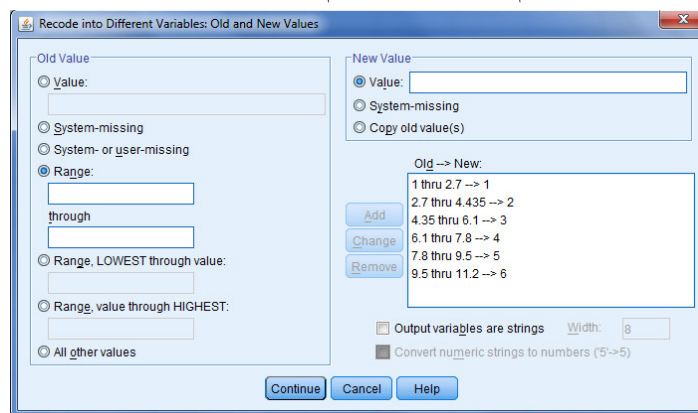 Recode into Different Variables: Old and New Values
Old Value
Value:
System-missing
System- or user-missing
Range:
through
Range, LOWEST through value:
Range, value through HIGHEST:
All other values
New Value
Value:
System-missing
Copy old value(s)
Old --> New:
1 thru 2.7 --> 1
2.7 thru 4.435 --> 2
4.35 thru 6.1 --> 3
6.1 thru 7.8 --> 4
7.8 thru 9.5 --> 5
9.5 thru 11.2 --> 6
Add
Change
Remove
Output variables are strings Width: 8
Convert numeric strings to numbers ('5'->5)
Continue Cancel Help